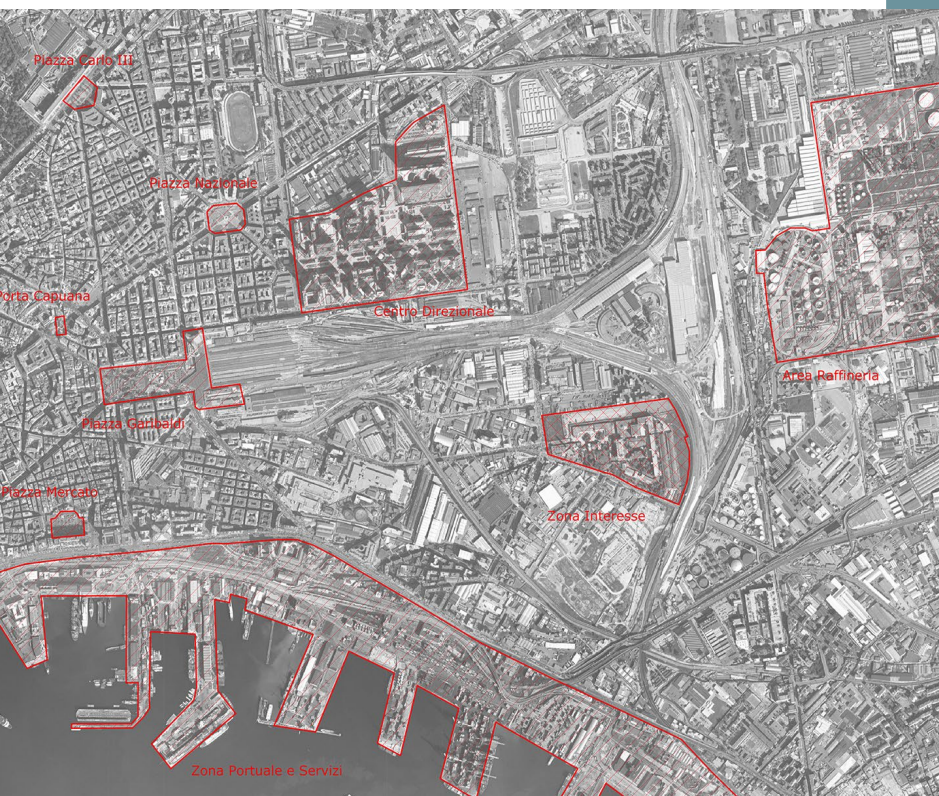 Piazza Carlo III
Piazza Nazionale
Porta Capuana
Centro Direzionale
Area Raffineria
Piazza Garibaldi
Piazza Mercato
Zona Interesse
Zona Portuale e Servizi